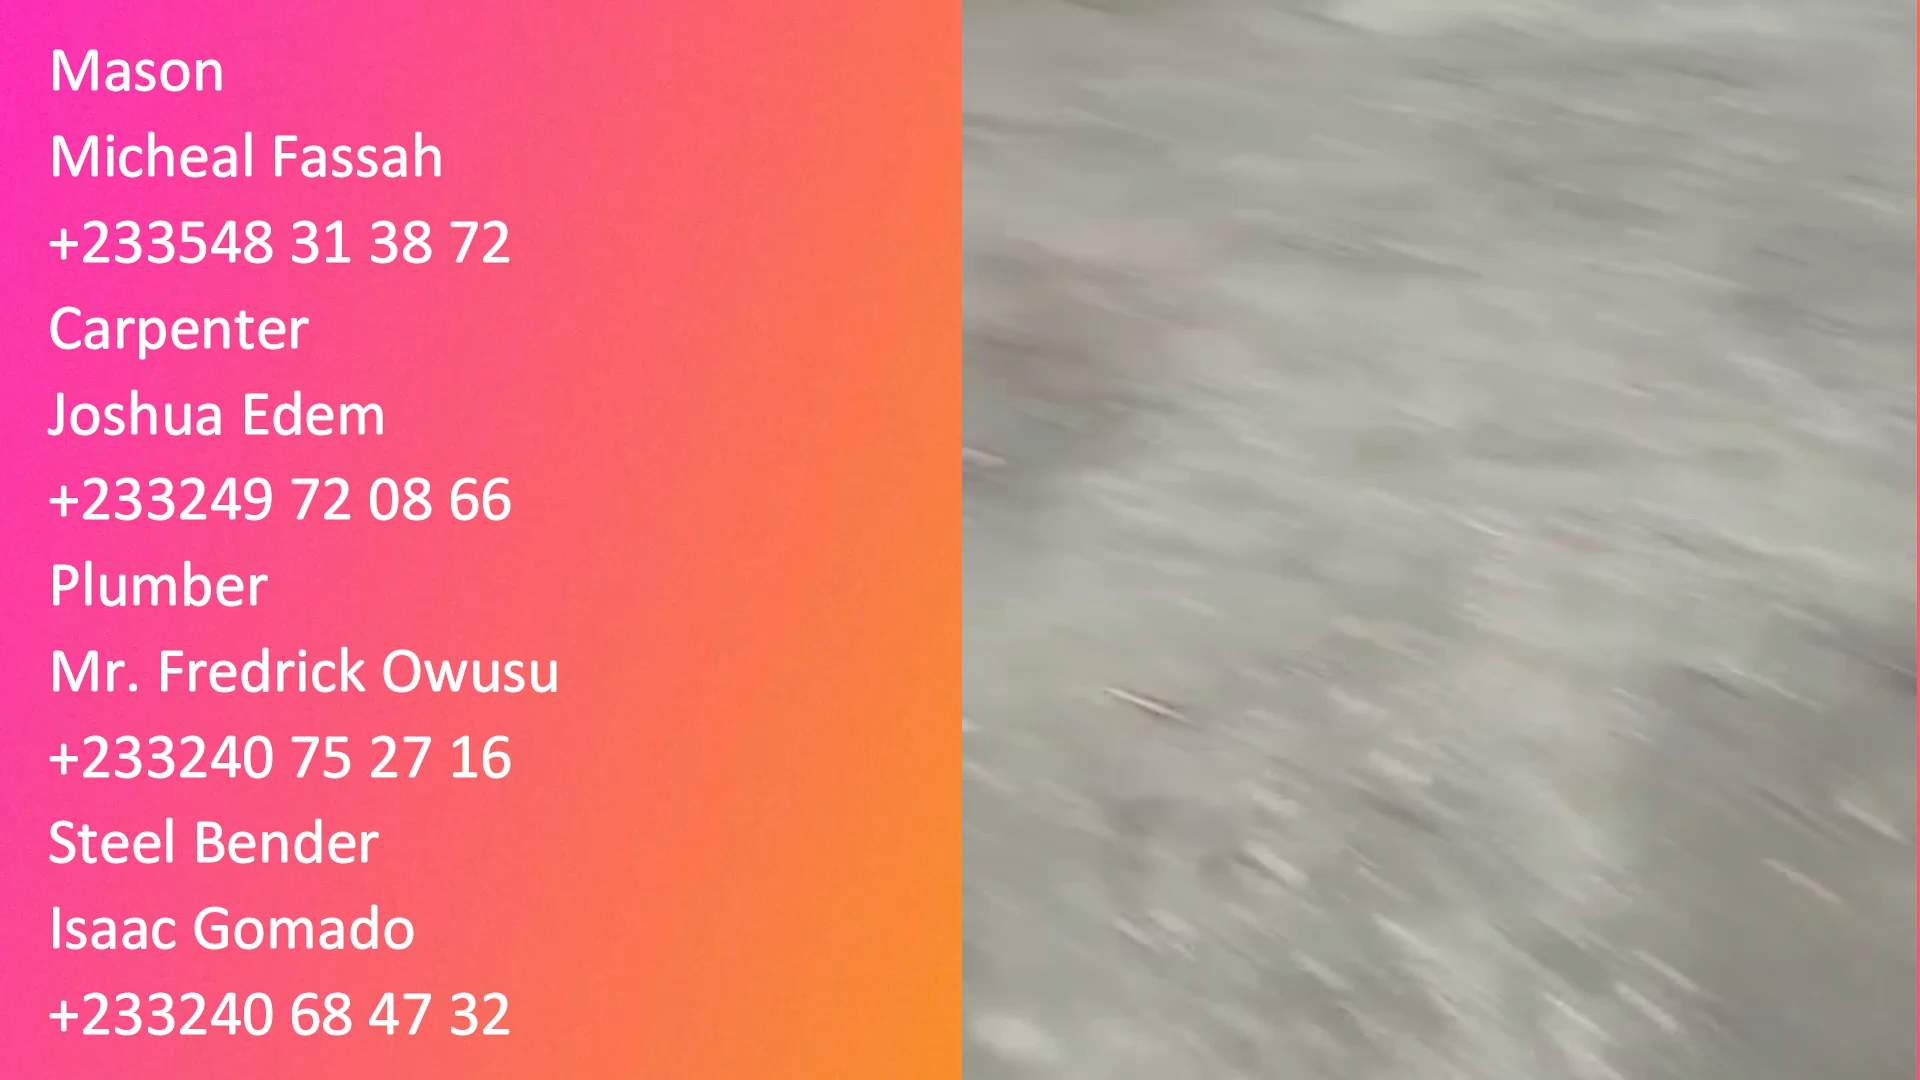 Mason
Micheal Fassah
+233548 31 38 72
Carpenter
Joshua Edem
+233249 72 08 66
Plumber
Mr. Fredrick Owusu
+233240 75 27 16
Steel Bender
Isaac Gomado
+233240 68 47 32